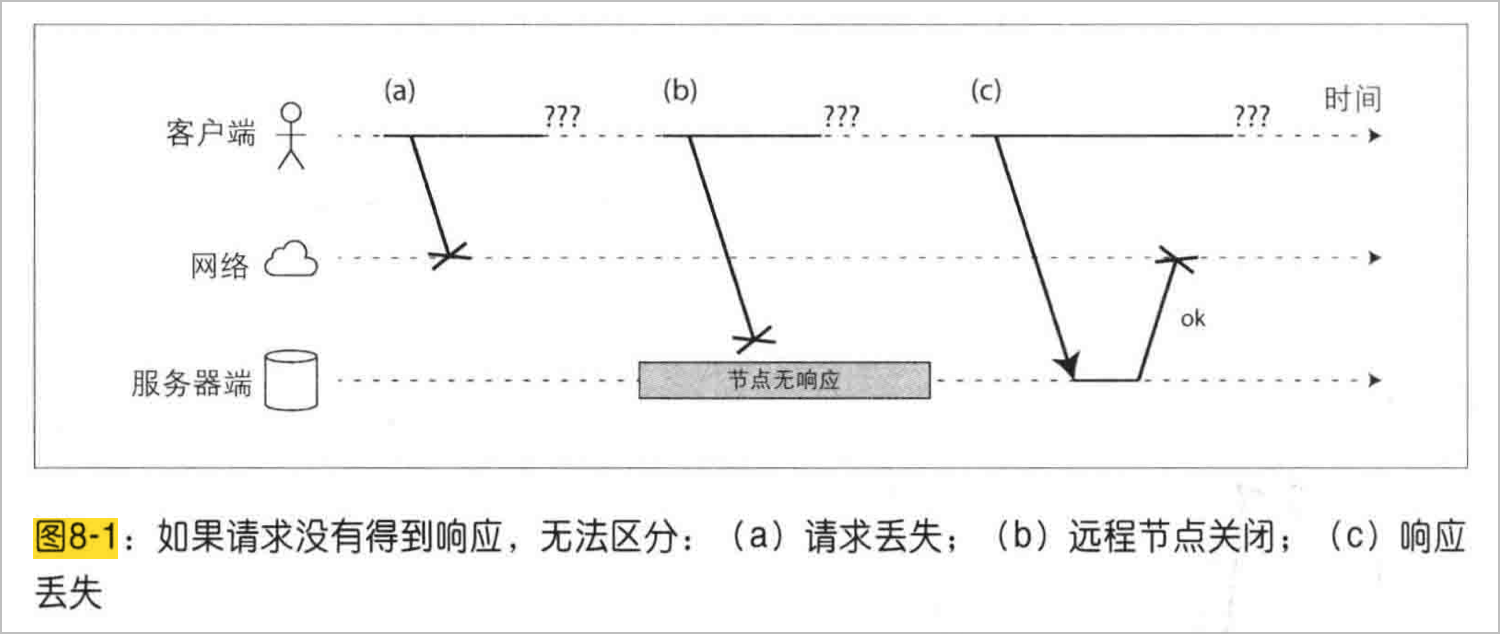 (a) (b) (c)
??? ??? ??? 时间
客户端
网络
ok
服务器端 节点无响应
图8-1：如果请求没有得到响应，无法区分：（a）请求丢失；（b）远程节点关闭；（c）响应
丢失